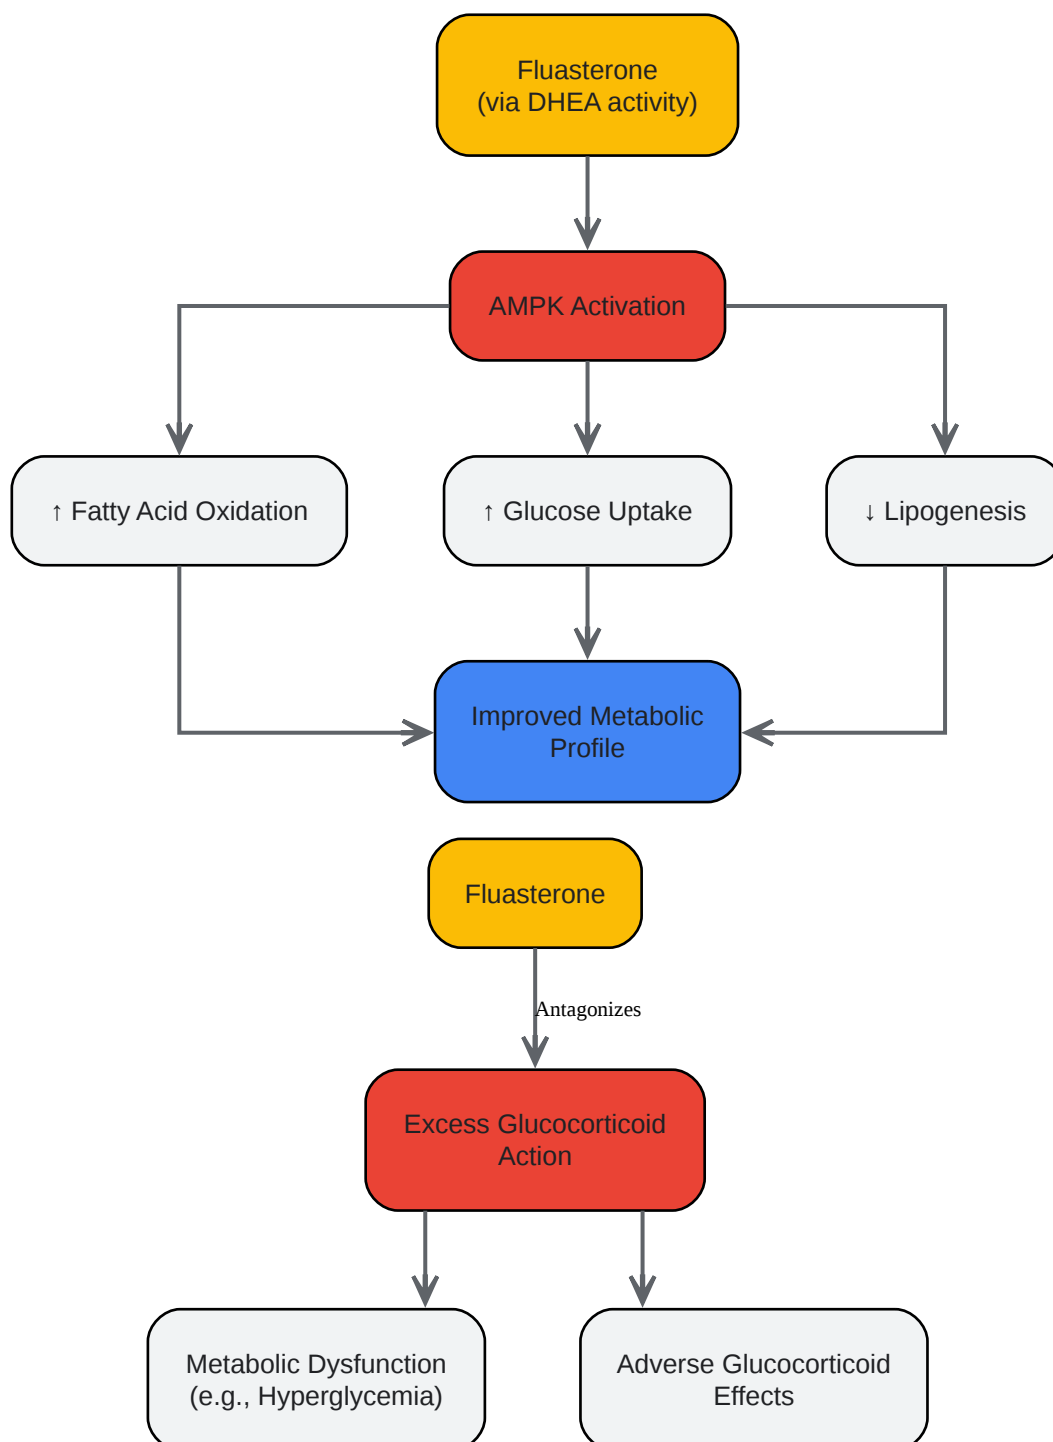 Fluasterone
(via DHEA activity)
AMPK Activation
↑ Fatty Acid Oxidation
↑ Glucose Uptake
↓ Lipogenesis
Improved Metabolic
Profile
Fluasterone
Antagonizes
Excess Glucocorticoid
Action
Metabolic Dysfunction
(e.g., Hyperglycemia)
Adverse Glucocorticoid
Effects